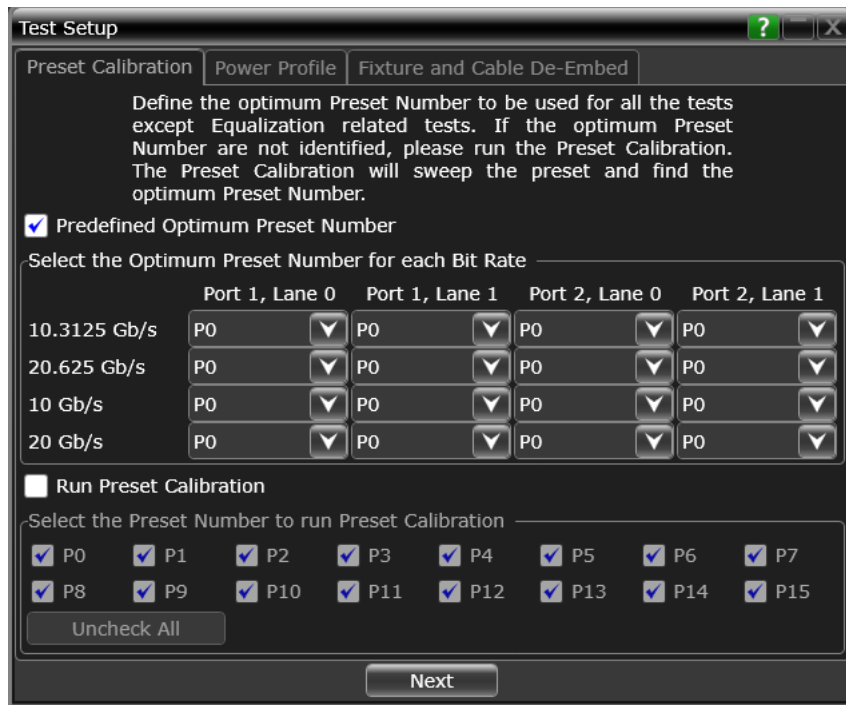 Test Setup
?
X
Preset Calibration Power Profile Fixture and Cable De-Embed
Define the optimum Preset Number to be used for all the tests
except Equalization related tests. If the optimum Preset
Number are not identified, please run the Preset Calibration.
The Preset Calibration will sweep the preset and find the
optimum Preset Number.
Predefined Optimum Preset Number
Select the Optimum Preset Number for each Bit Rate
Port 1, Lane 0 Port 1, Lane 1 Port 2, Lane 0 Port 2, Lane 1
10.3125 Gb/s P0 P0 P0 P0
20.625 Gb/s P0 P0 P0 P0
10 Gb/s P0 P0 P0 P0
20 Gb/s P0 P0 P0 P0
Run Preset Calibration
Select the Preset Number to run Preset Calibration
P0 P1 P2 P3 P4 P5 P6 P7
P8 P9 P10 P11 P12 P13 P14 P15
Uncheck All
Next